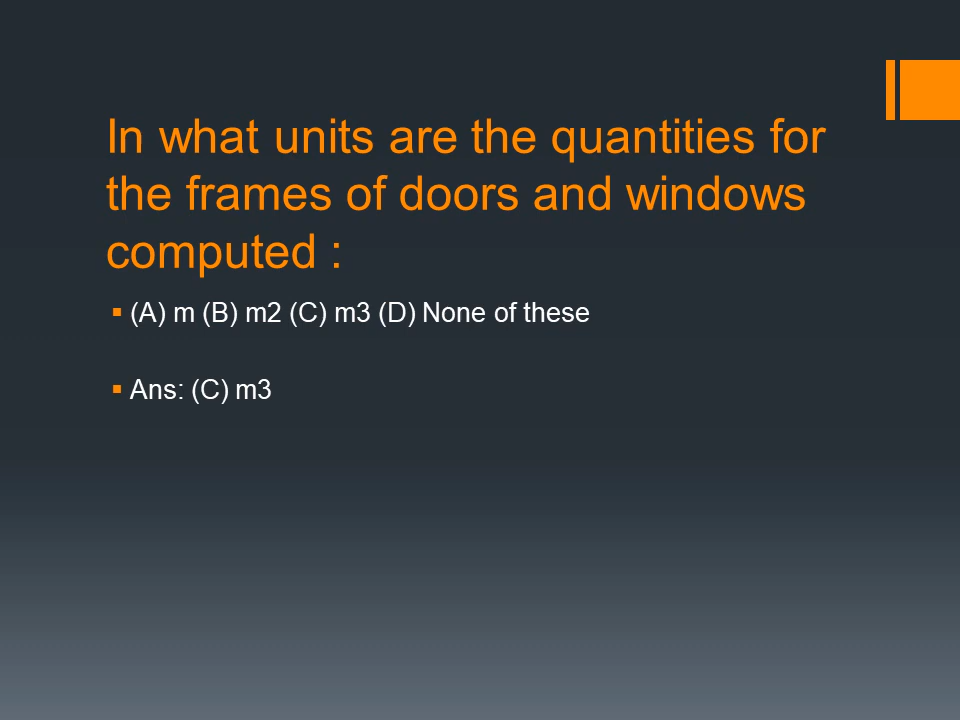 In what units are the quantities for
the frames of doors and windows
computed :
▪ (A) m (B) m2 (C) m3 (D) None of these
▪ Ans: (C) m3